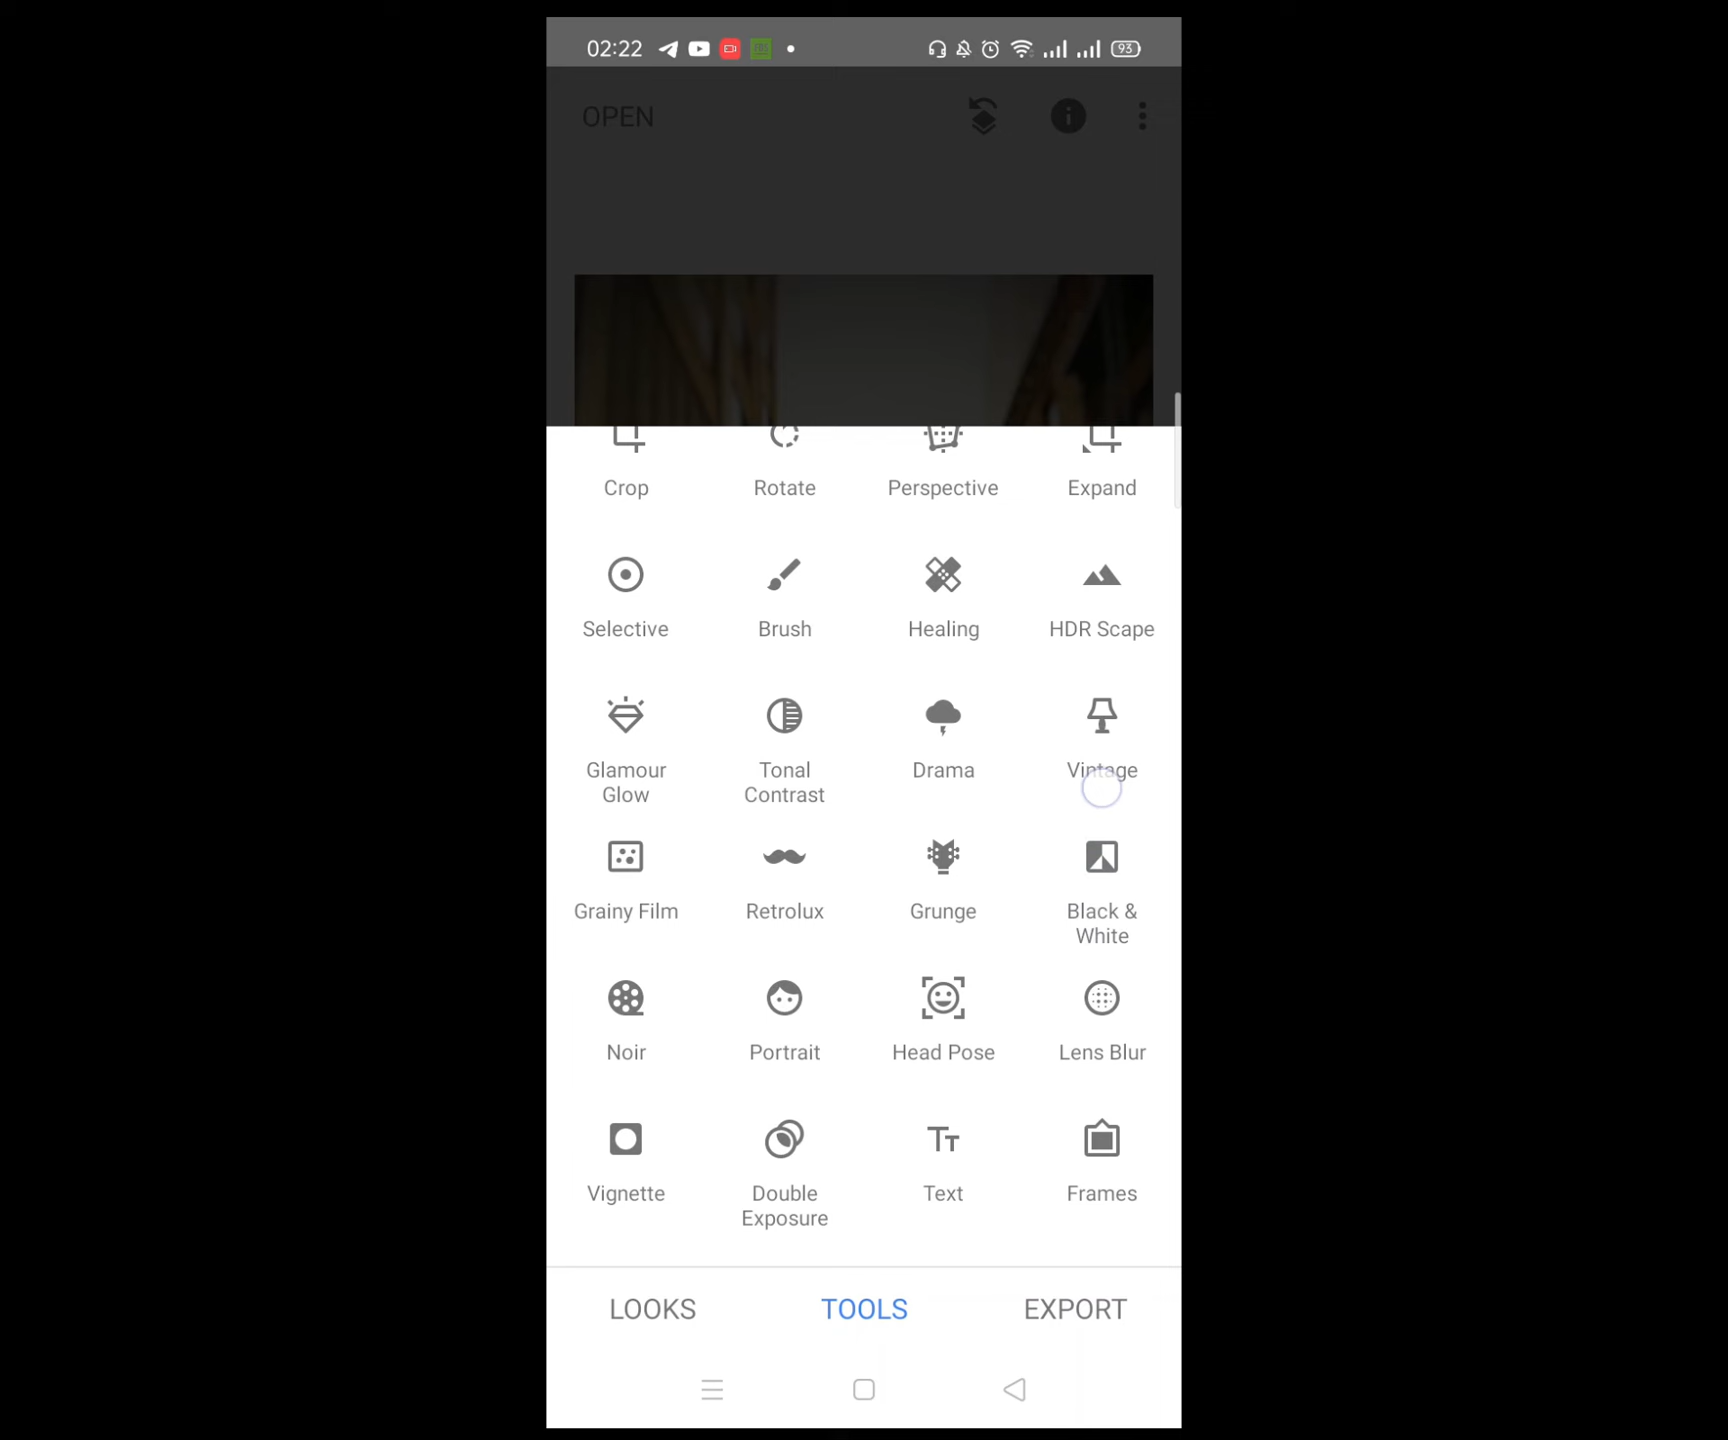 02:22
93
OPEN
Crop Rotate Perspective Expand
Selective Brush Healing HDR Scape
Glamour Glow
Tonal Contrast
Drama
Vintage
Grainy Film
Retrolux
Grunge
Black & White
Noir Portrait Head Pose Lens Blur
Vignette
Double Exposure
Text
Frames
LOOKS TOOLS EXPORT